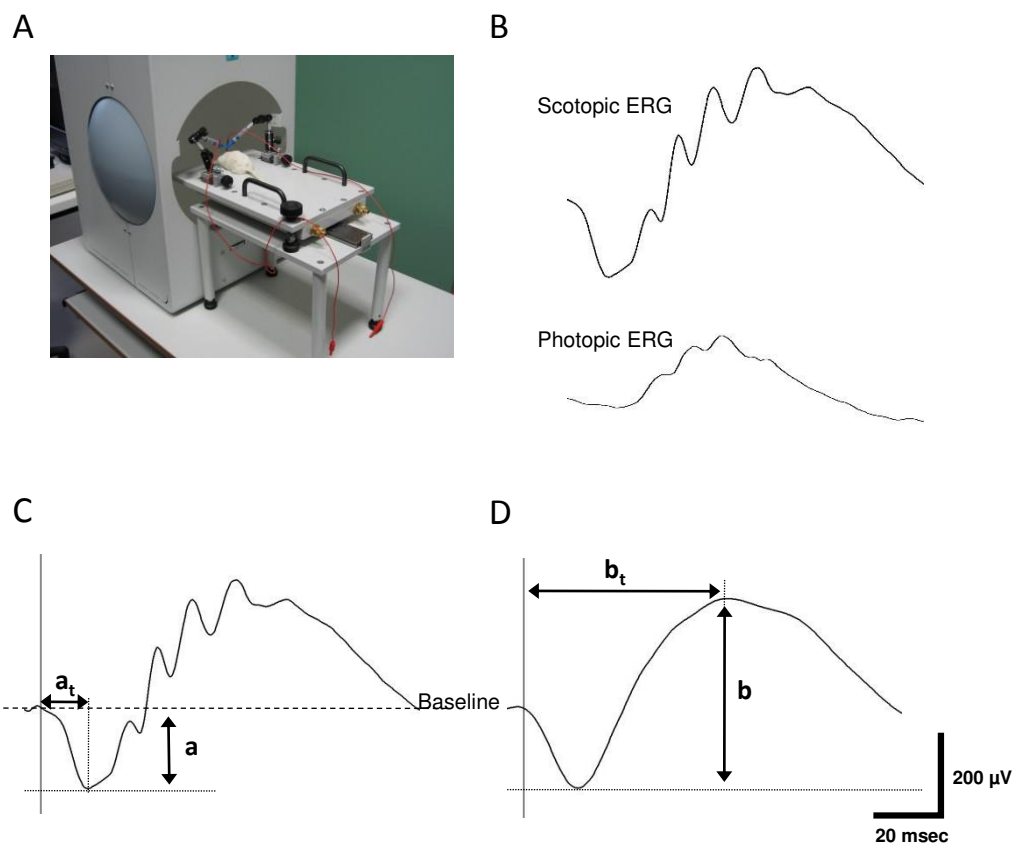 A
B
Scotopic ERG
Photopic ERG
C
D
at
a
Baseline
bt
b
200 µV
20 msec